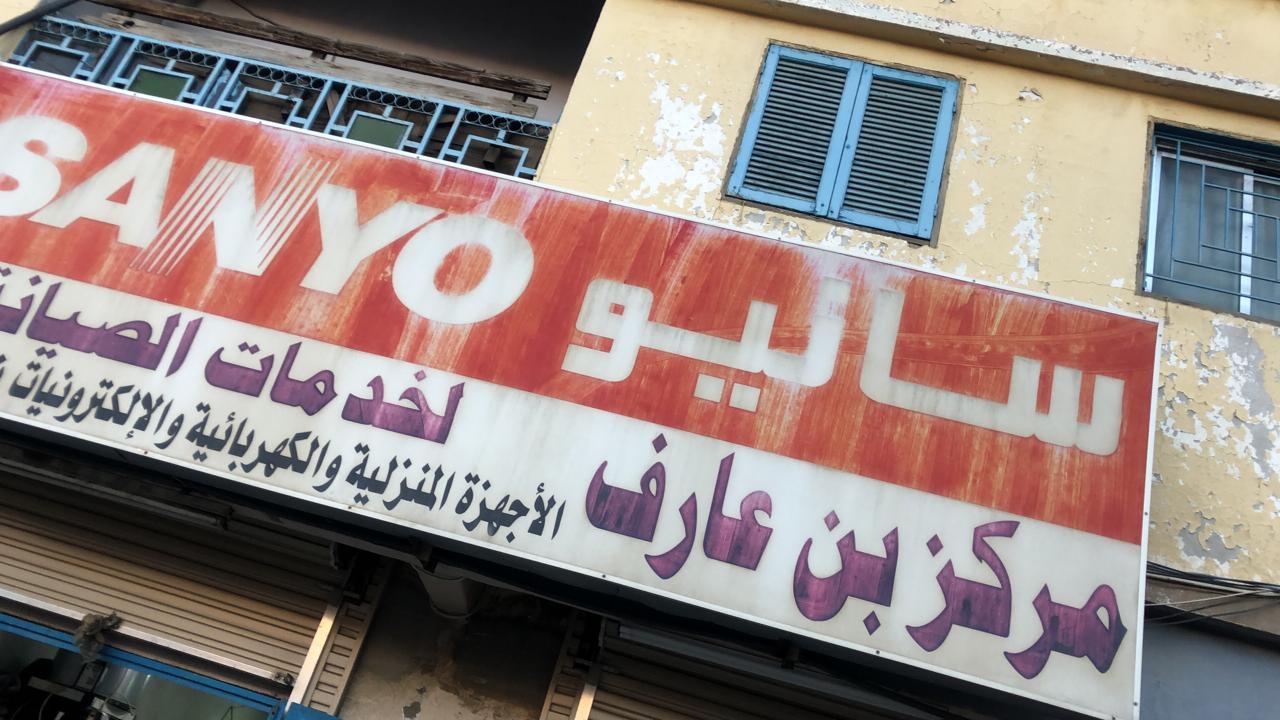 سانيو SANYO
مركز بن عارف لخدمات الصيانة
الأجهزة المنزلية والكهربائية والإلكترونيات